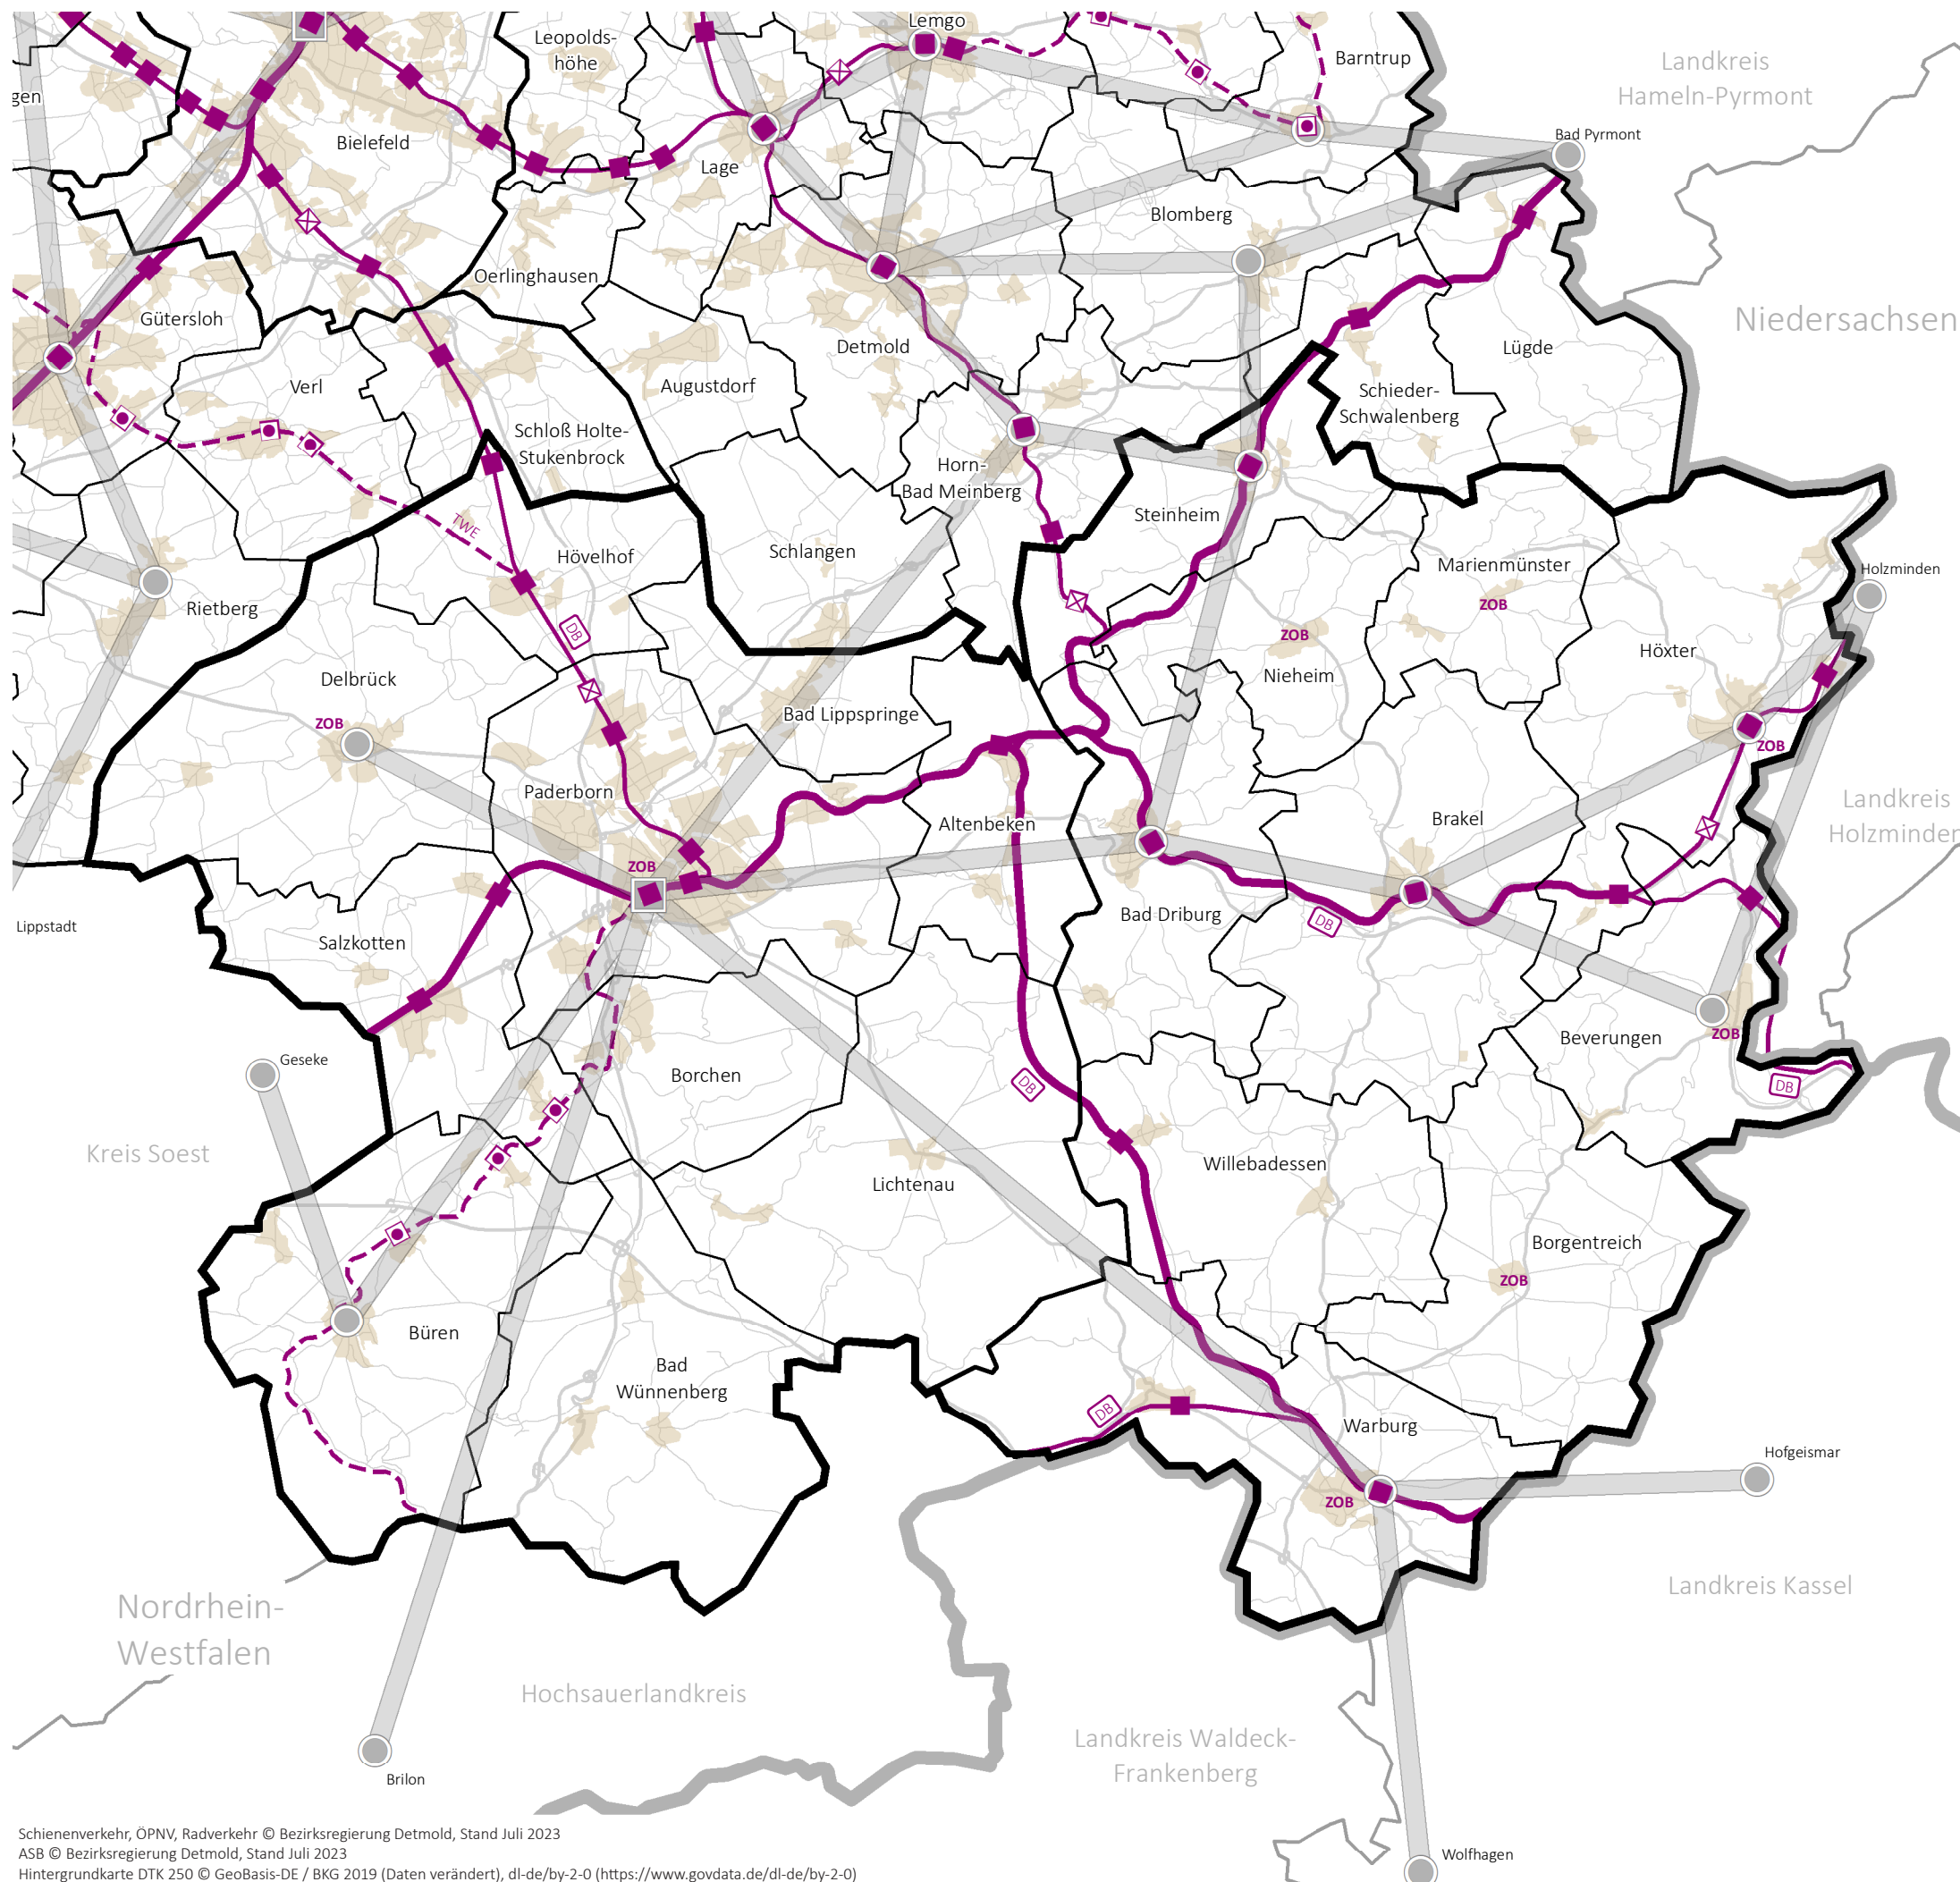 Lemgo
Leopolds-
höhe
Barntrup
Landkreis
Hameln-Pyrmont
gen
Bielefeld
Bad Pyrmont
Lage
Blomberg
Oerlinghausen
Gütersloh
Niedersachsen
Detmold
Lügde
Verl
Augustdorf
Schieder-
Schwalenberg
Schloß Holte-
Stukenbrock
Horn-
Bad Meinberg
Steinheim
TWE
Hövelhof
Schlangen
Marienmünster
ZOB
Holzminden
Rietberg
DB
ZOB
Nieheim
Höxter
Delbrück
ZOB
Bad Lippspringe
ZOB
Paderborn
Altenbeken
Brakel
Landkreis
Holzminden
ZOB
Bad Driburg
DB
Lippstadt
Salzkotten
Beverungen
ZOB
Geseke
Borchen
DB
DB
Kreis Soest
Willebadessen
Lichtenau
Borgentreich
ZOB
Büren
Bad
Wünnenberg
DB
Warburg
Hofgeismar
ZOB
Landkreis Kassel
Nordrhein-
Westfalen
Hochsauerlandkreis
Landkreis Waldeck-
Frankenberg
Brilon
Wolfhagen
Schienenverkehr, ÖPNV, Radverkehr © Bezirksregierung Detmold, Stand Juli 2023
ASB © Bezirksregierung Detmold, Stand Juli 2023
Hintergrundkarte DTK 250 © GeoBasis-DE / BKG 2019 (Daten verändert), dl-de/by-2-0 (https://www.govdata.de/dl-de/by-2-0)